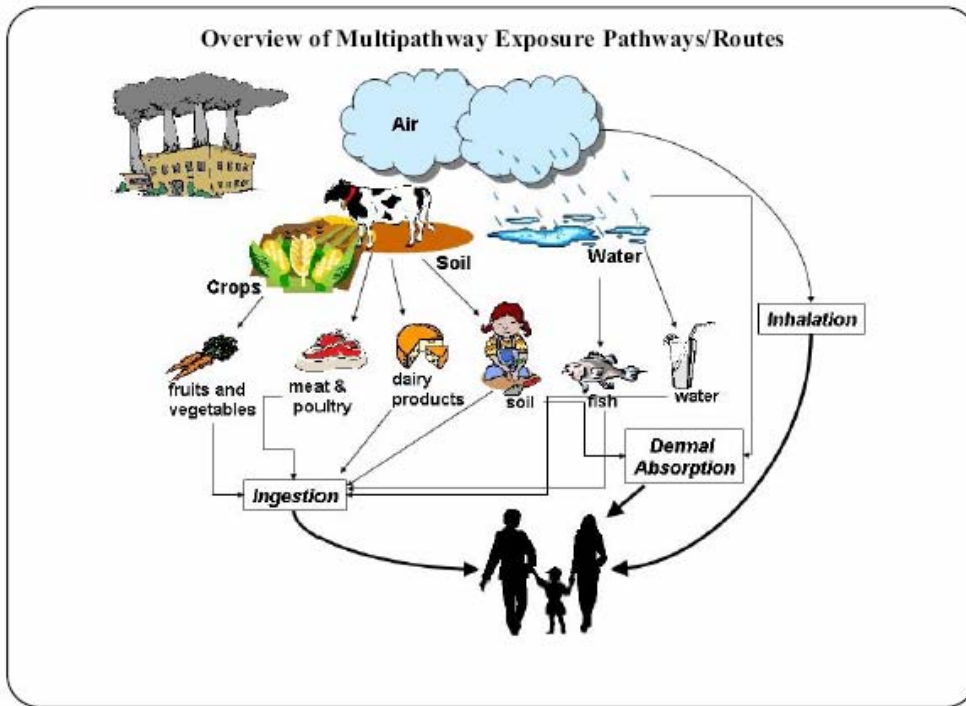 Overview of Multipathway Exposure Pathways/Routes
Air
Soil
Water
Crops
Inhalation
fruits and
vegetables
meat &
poultry
dairy
products
soil
fish
water
Dermal
Absorption
Ingestion